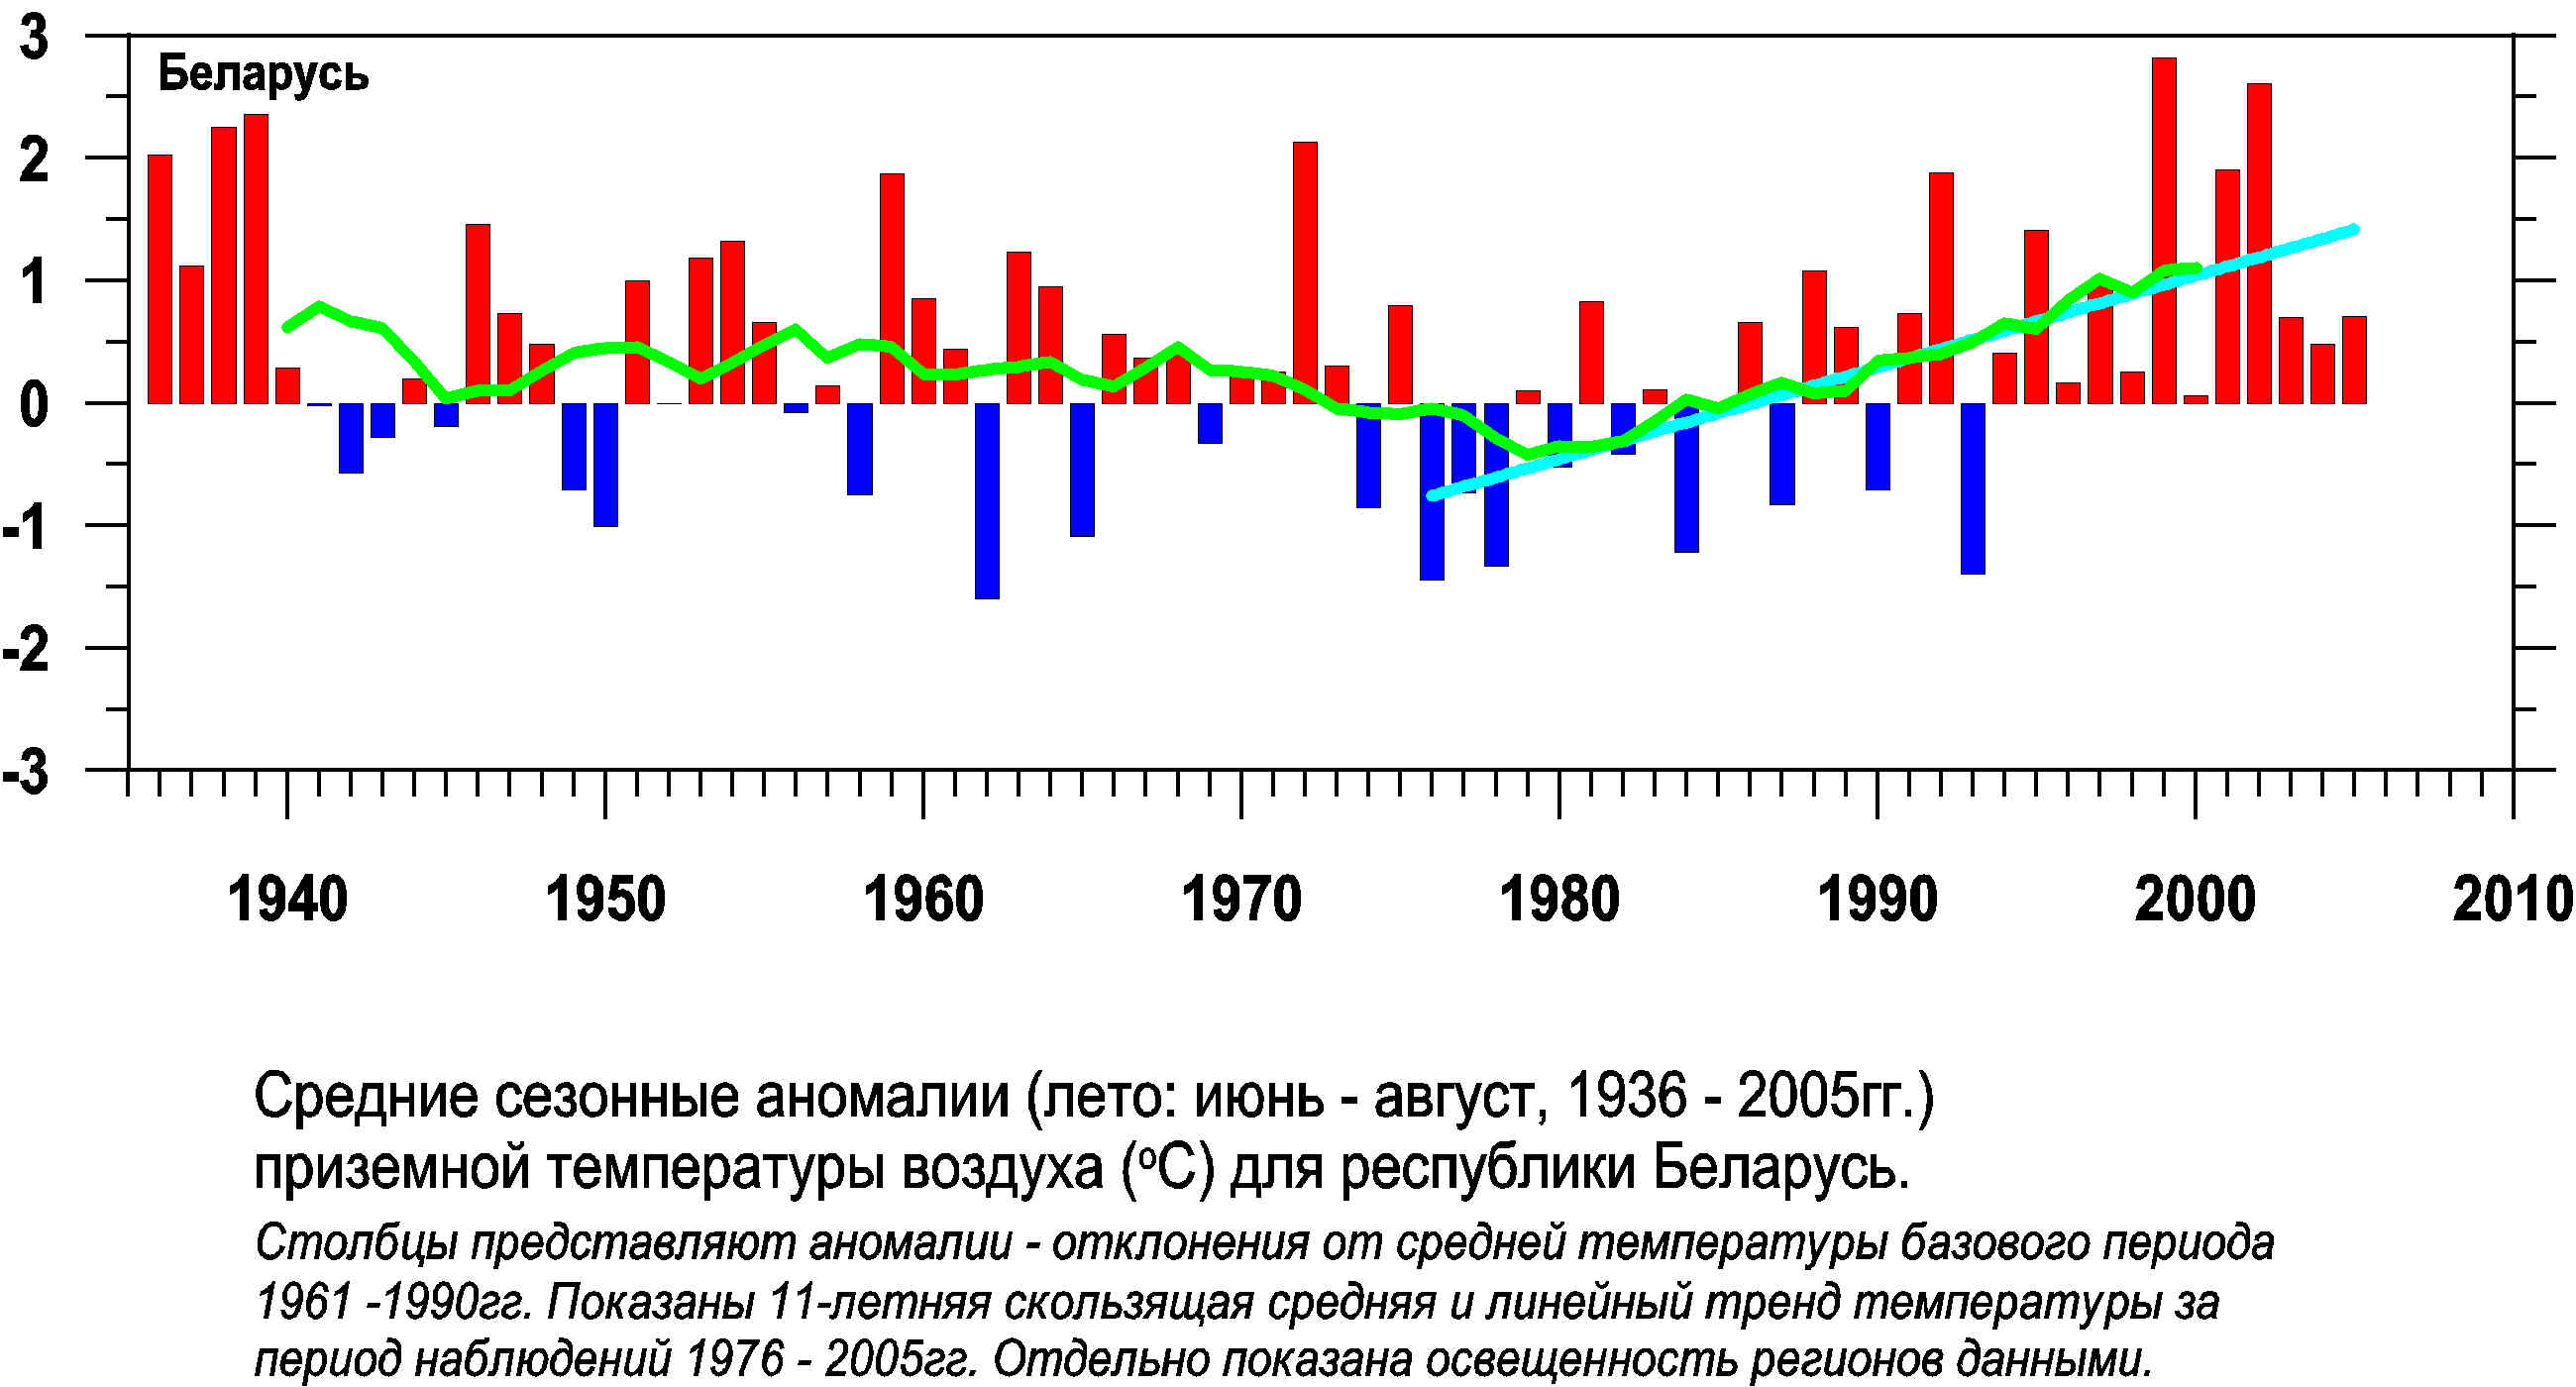 3
Беларусь
2
1
0
-1
-2
-3
1940 1950 1960 1970 1980 1990 2000 2010
Средние сезонные аномалии (лето: июнь - август, 1936 - 2005гг.)
приземной температуры воздуха (°С) для республики Беларусь.
Столбцы представляют аномалии - отклонения от средней температуры базового периода
1961 -1990гг. Показаны 11-летняя скользящая средняя и линейный тренд температуры за
период наблюдений 1976 - 2005гг. Отдельно показана освещенность регионов данными.